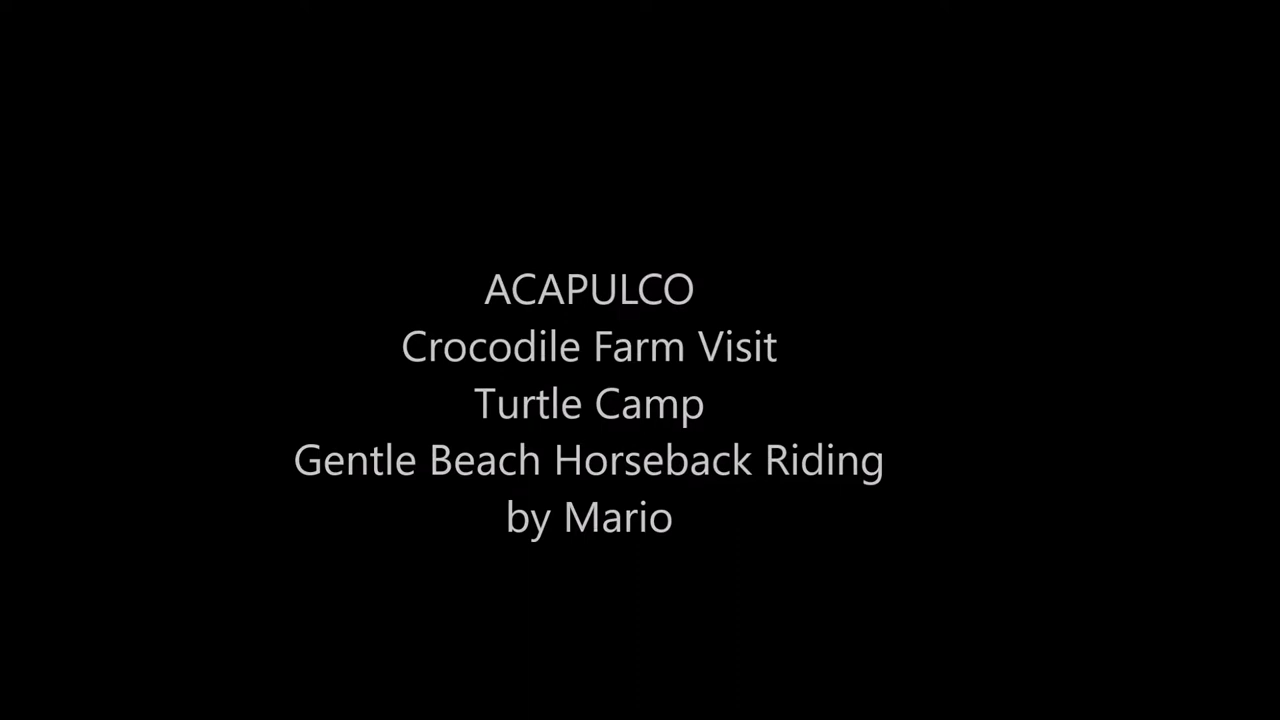 ACAPULCO
Crocodile Farm Visit
Turtle Camp
Gentle Beach Horseback Riding
by Mario